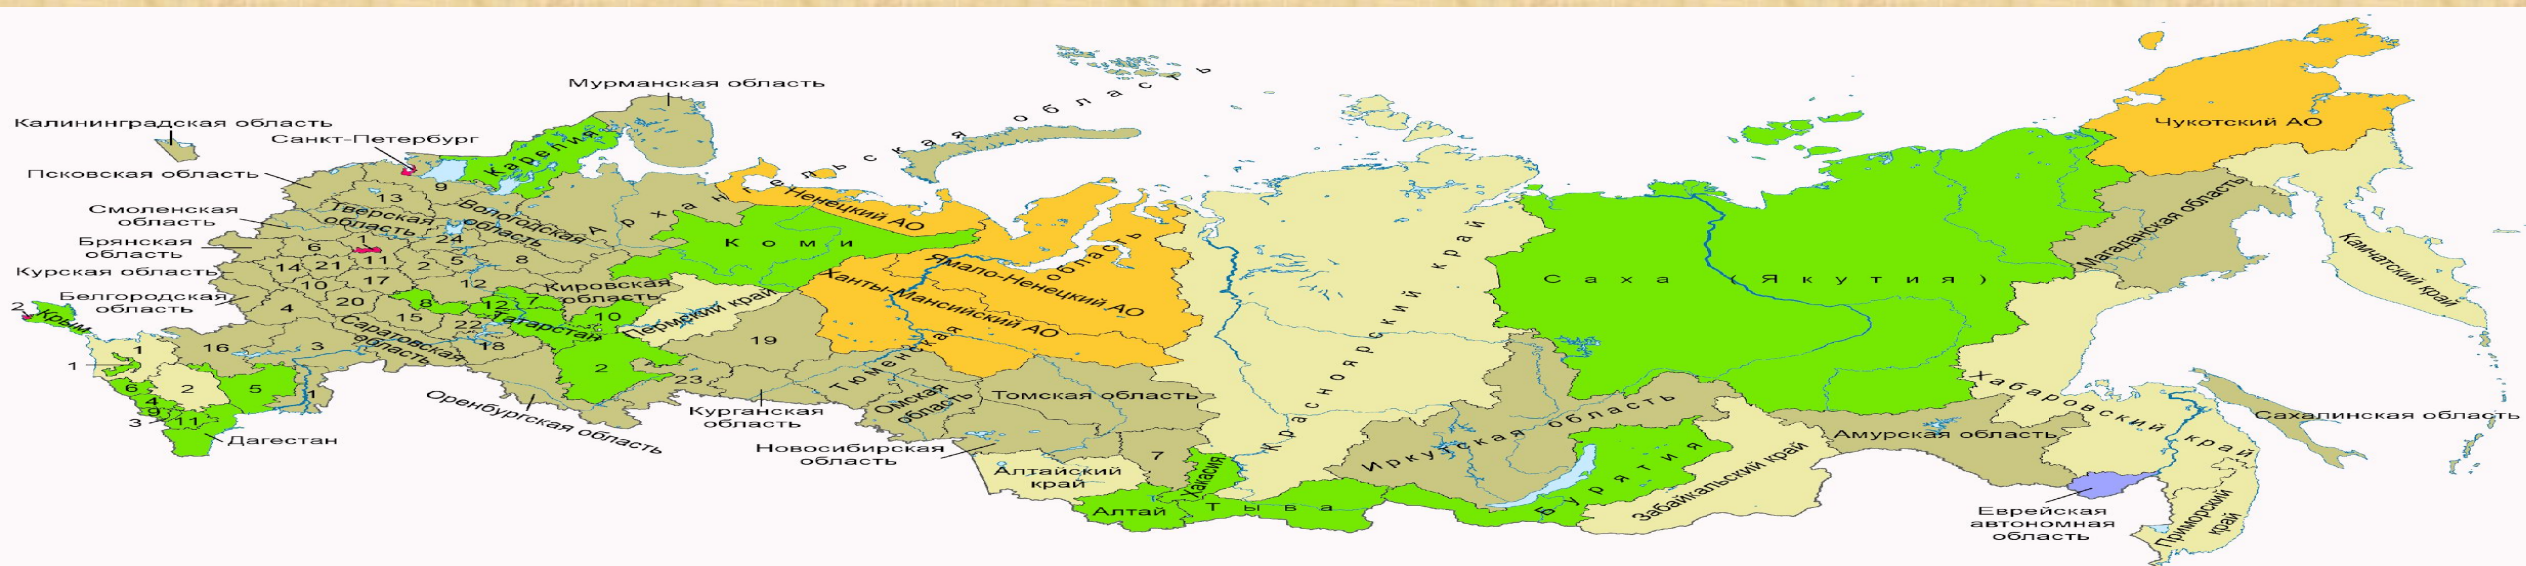 Мурманская область
Калининградская область
Санкт-Петербург
Псковская область
Смоленская
область
Брянская
область
Курская область
Белгородская
область
Карелия
Архангельская область
Ненецкий АО
Вологодская
область
Тверская
область
9
13
24
6
1
11
14
21
2
5
8
10
17
12
20
4
Кировская
область
8
12
7
10
15
22
Татарстан
Пермский край
Коми
Саратовская
область
18
2
Крым
16
3
1
1
2
5
1
6
4
9
3
11
Дагестан
19
2
23
Оренбургская область
Курганская
область
Тюменская область
Ханты-Мансийский АО
Ямало-Ненецкий АО
Омская
область
Томская область
Новосибирская
область
7
Алтайский
край
Алтай
Хакасия
Тыва
Красноярский край
Иркутская область
Бурятия
Забайкальский край
Саха (Якутия)
Чукотский АО
Магаданская область
Камчатский край
Хабаровский край
Амурская область
Сахалинская область
Еврейская
автономная
область
Приморский
край